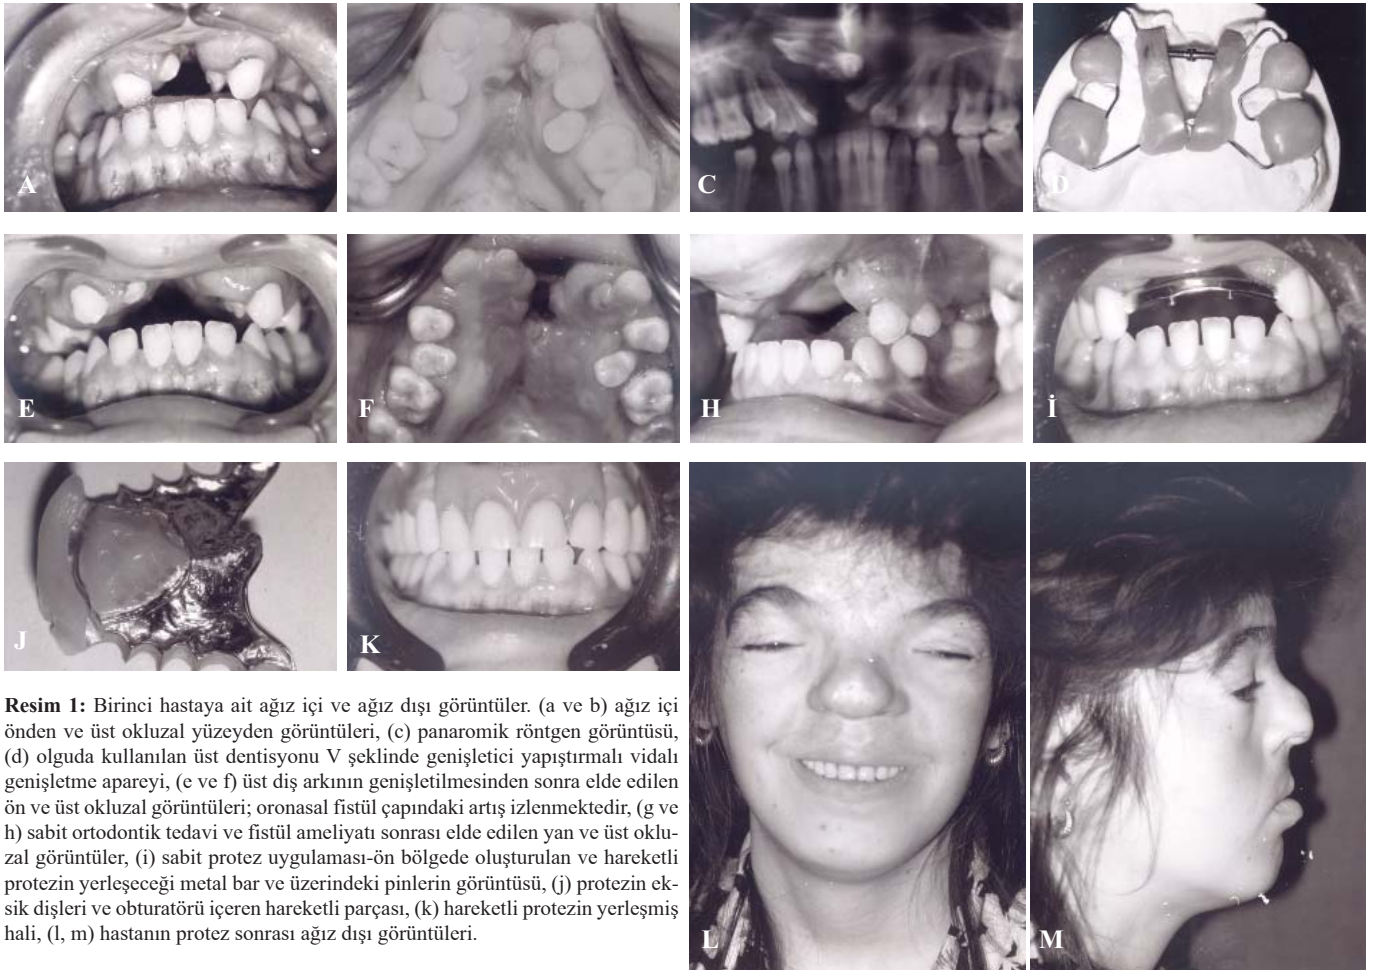 A
C
D
E
F
H
İ
J
K
L
M
Resim 1: Birinci hastaya ait ağız içi ve ağız dışı görüntüler. (a ve b) ağız içi
önden ve üst okluzal yüzeyden görüntüleri, (c) panaromik röntgen görüntüsü,
(d) olguda kullanılan üst dentisyonu V şeklinde genişletici yapıştırmalı vidalı
genişletme apareyi, (e ve f) üst diş arkının genişletilmesinden sonra elde edilen
ön ve üst okluzal görüntüleri; oronasal fistül çapındaki artış izlenmektedir, (g ve
h) sabit ortodontik tedavi ve fistül ameliyatı sonrası elde edilen yan ve üst oklu-
zal görüntüler, (i) sabit protez uygulaması-ön bölgede oluşturulan ve hareketli
protezin yerleşeceği metal bar ve üzerindeki pinlerin görüntüsü, (j) protezin ek-
sik dişleri ve obturatörü içeren hareketli parçası, (k) hareketli protezin yerleşmiş
hali, (l, m) hastanın protez sonrası ağız dışı görüntüleri.